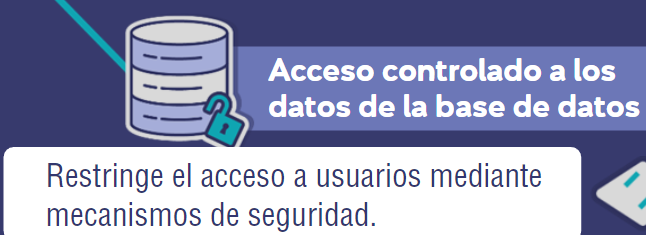 Acceso controlado a los
datos de la base de datos
Restringe el acceso a usuarios mediante
mecanismos de seguridad.